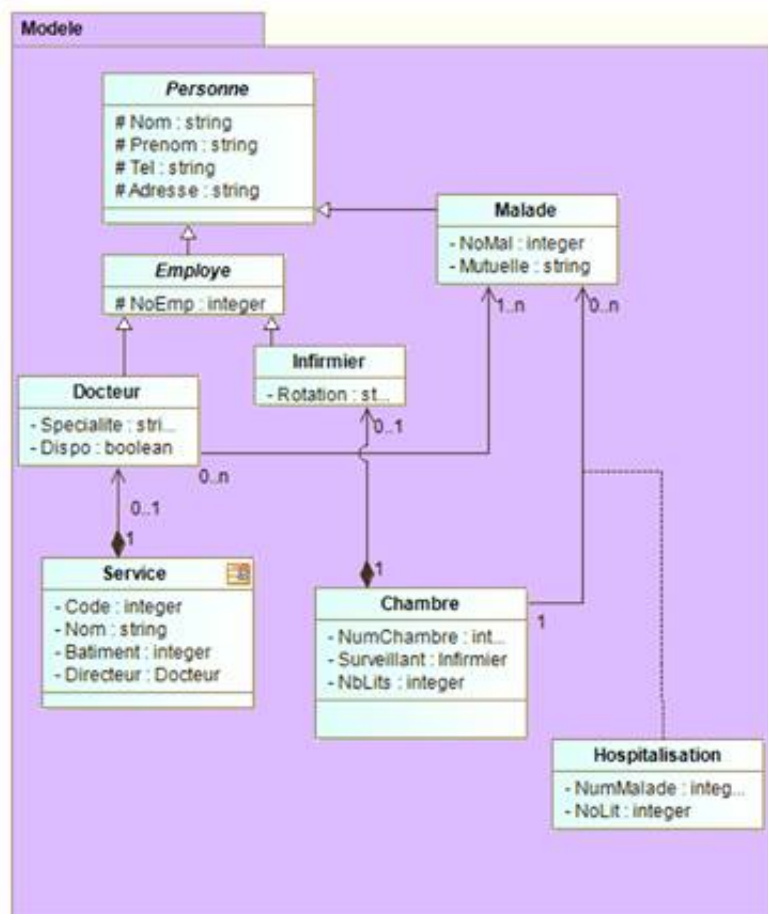 Modele
Personne
# Nom : string
# Prenom : string
# Tel : string
# Adresse : string
Malade
- NoMal : integer
- Mutuelle : string
Employe
# NoEmp : integer
1..n
0..n
Infirmier
- Rotation : st...
Docteur
- Specialite : stri...
- Dispo : boolean
0..1
0..n
0..1
1
Service
- Code : integer
- Nom : string
- Batiment : integer
- Directeur : Docteur
1
Chambre
- NumChambre : int...
- Surveillant : Infirmier
- NbLits : integer
1
Hospitalisation
- NumMalade : integ...
- NoLit : integer